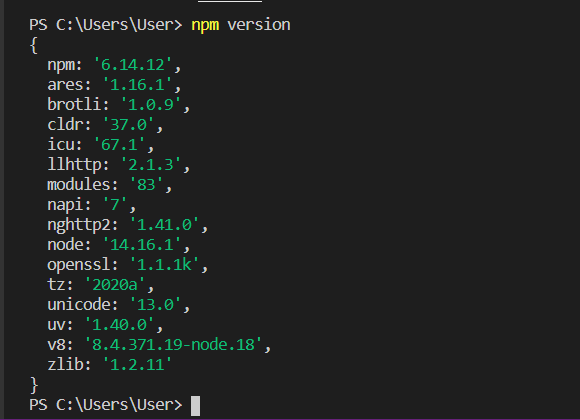 PS C:\Users\User> npm version
{
  npm: '6.14.12',
  ares: '1.16.1',
  brotli: '1.0.9',
  cldr: '37.0',
  icu: '67.1',
  llhttp: '2.1.3',
  modules: '83',
  napi: '7',
  nghttp2: '1.41.0',
  node: '14.16.1',
  openssl: '1.1.1k',
  tz: '2020a',
  unicode: '13.0',
  uv: '1.40.0',
  v8: '8.4.371.19-node.18',
  zlib: '1.2.11'
}
PS C:\Users\User>